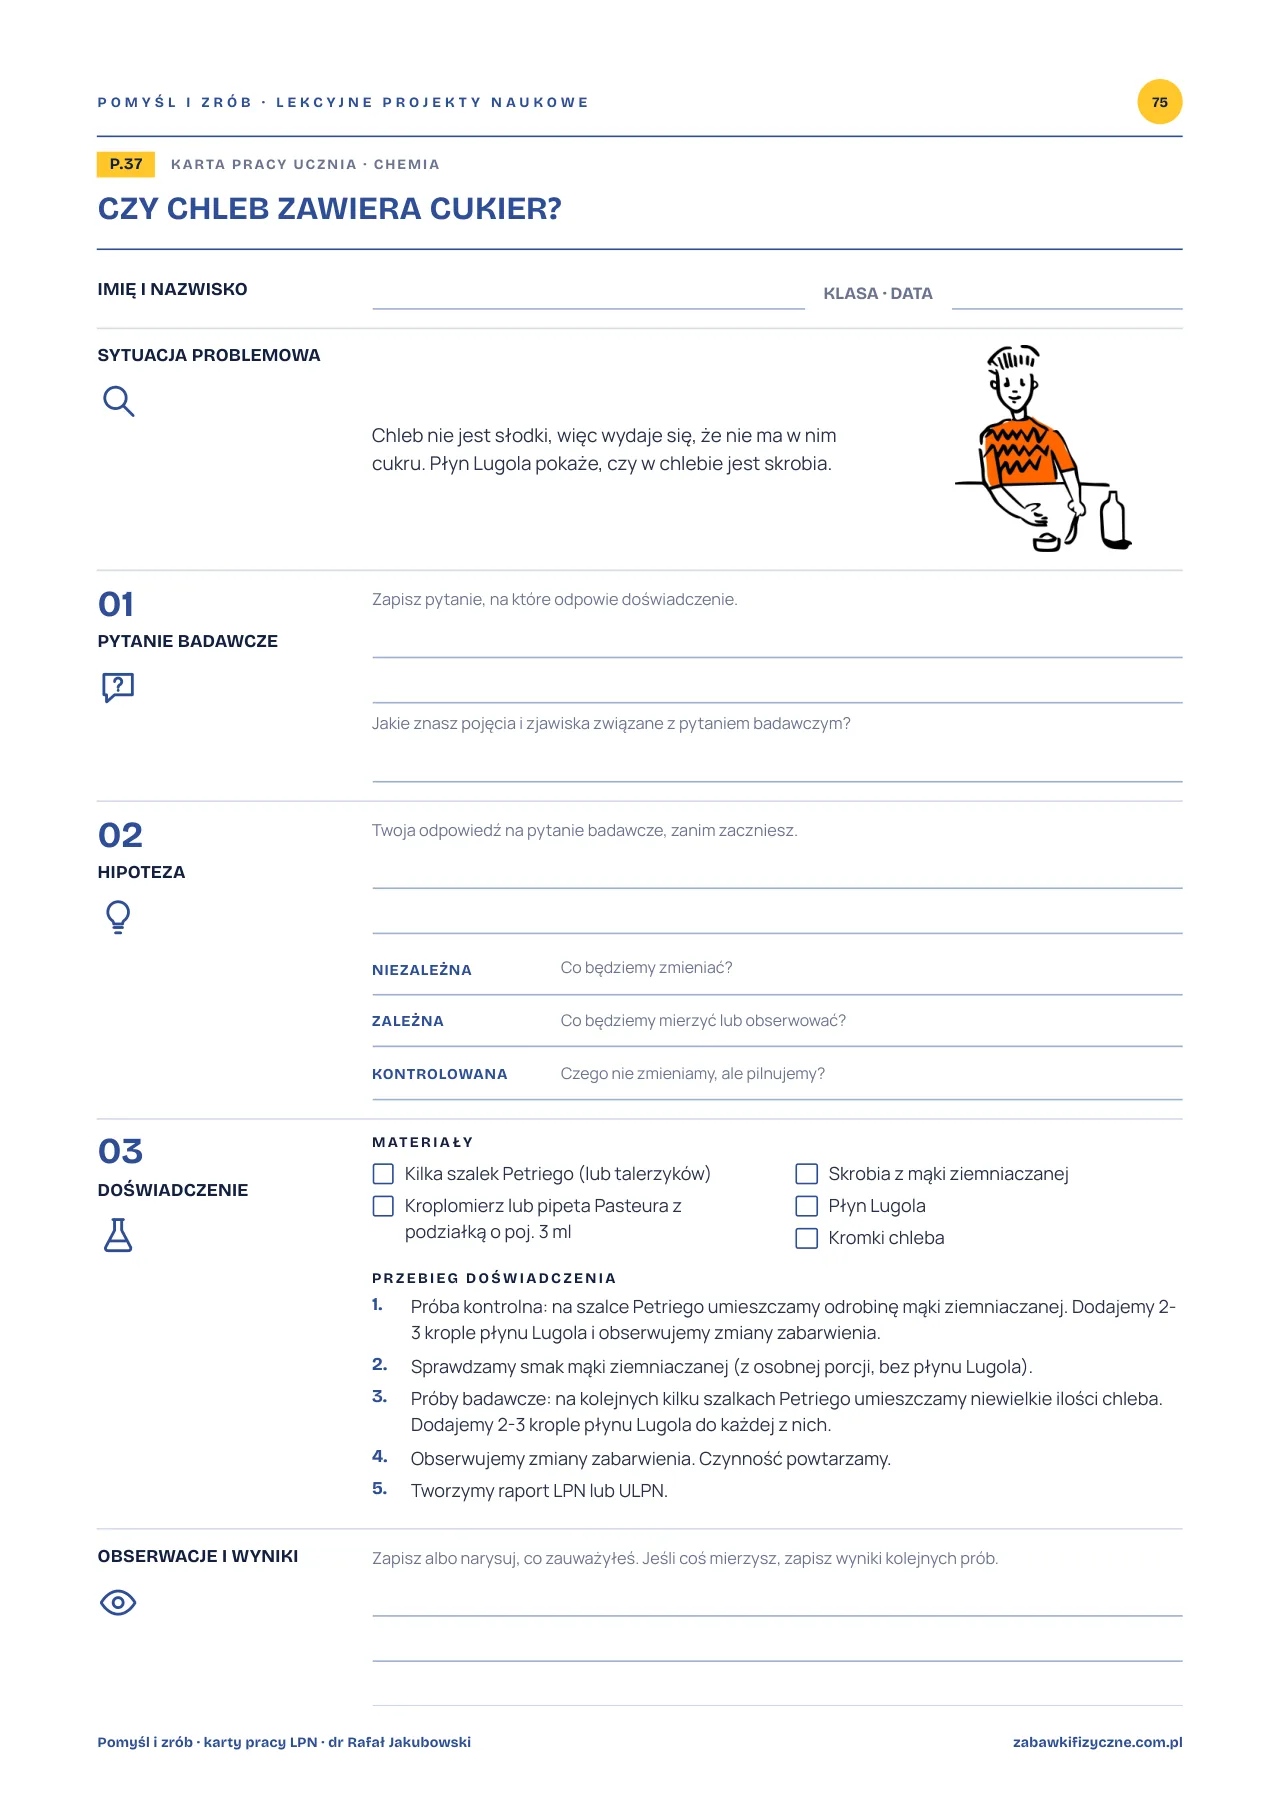 POMYŚL I ZRÓB · LEKCYJNE PROJEKTY NAUKOWE
75
P.37 KARTA PRACY UCZNIA · CHEMIA
CZY CHLEB ZAWIERA CUKIER?
IMIĘ I NAZWISKO
KLASA · DATA
SYTUACJA PROBLEMOWA
Chleb nie jest słodki, więc wydaje się, że nie ma w nim
cukru. Płyn Lugola pokaże, czy w chlebie jest skrobia.
01
PYTANIE BADAWCZE
Zapisz pytanie, na które odpowie doświadczenie.
?
Jakie znasz pojęcia i zjawiska związane z pytaniem badawczym?
02
HIPOTEZA
Twoja odpowiedź na pytanie badawcze, zanim zaczniesz.
NIEZALEŻNA Co będziemy zmieniać?
ZALEŻNA Co będziemy mierzyć lub obserwować?
KONTROLOWANA Czego nie zmieniamy, ale pilnujemy?
03
DOŚWIADCZENIE
MATERIAŁY
Kilka szalek Petriego (lub talerzyków)
Kroplomierz lub pipeta Pasteura z
podziałką o poj. 3 ml
Skrobia z mąki ziemniaczanej
Płyn Lugola
Kromki chleba
PRZEBIEG DOŚWIADCZENIA
1. Próba kontrolna: na szalce Petriego umieszczamy odrobinę mąki ziemniaczanej. Dodajemy 2-
3 krople płynu Lugola i obserwujemy zmiany zabarwienia.
2. Sprawdzamy smak mąki ziemniaczanej (z osobnej porcji, bez płynu Lugola).
3. Próby badawcze: na kolejnych kilku szalkach Petriego umieszczamy niewielkie ilości chleba.
Dodajemy 2-3 krople płynu Lugola do każdej z nich.
4. Obserwujemy zmiany zabarwienia. Czynność powtarzamy.
5. Tworzymy raport LPN lub ULPN.
OBSERWACJE I WYNIKI
Zapisz albo narysuj, co zauważyłeś. Jeśli coś mierzysz, zapisz wyniki kolejnych prób.
Pomyśl i zrób · karty pracy LPN · dr Rafał Jakubowski
zabawkifizyczne.com.pl